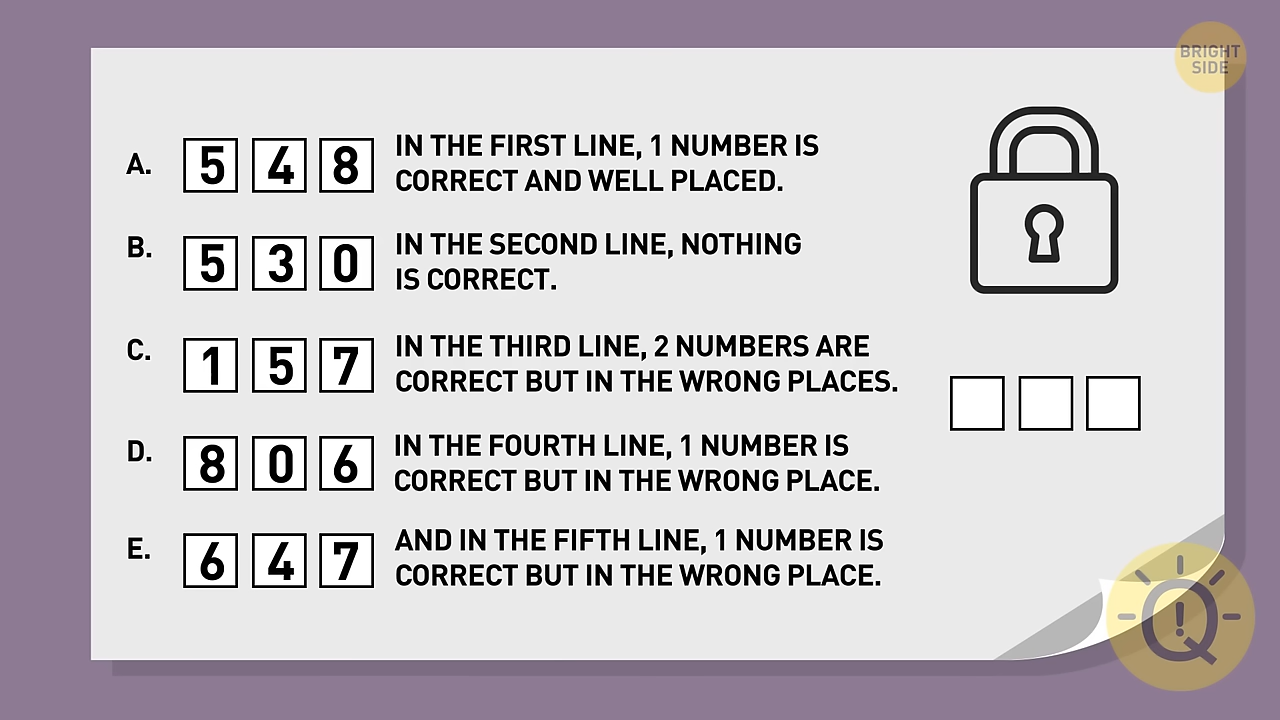 BRIGHT
SIDE
A. 5 4 8 IN THE FIRST LINE, 1 NUMBER IS
CORRECT AND WELL PLACED.
B. 5 3 0 IN THE SECOND LINE, NOTHING
IS CORRECT.
C. 1 5 7 IN THE THIRD LINE, 2 NUMBERS ARE
CORRECT BUT IN THE WRONG PLACES.
D. 8 0 6 IN THE FOURTH LINE, 1 NUMBER IS
CORRECT BUT IN THE WRONG PLACE.
E. 6 4 7 AND IN THE FIFTH LINE, 1 NUMBER IS
CORRECT BUT IN THE WRONG PLACE.
Q!